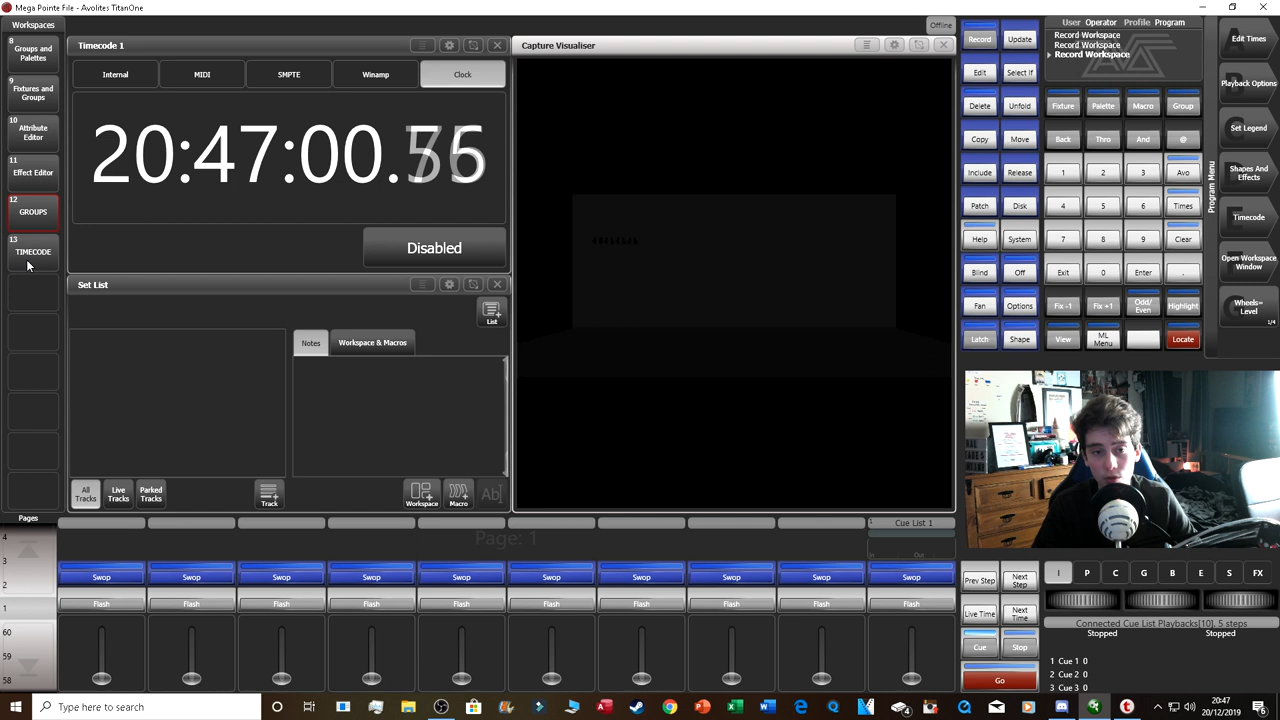 Mega Pointe File - Avolites TitanOne
Workspaces
8
Groups and
Palettes
9
Fixtures and
Groups
10
Attribute
Editor
11
Effect Editor
12
GROUPS
13
TIMECODE
Timecode 1
Internal
MIDI
SMPTE
Winamp
Clock
20:47:00.
Disabled
Set List
List
Notes
Workspace & Macros
All
Tracks
Live
Tracks
Parked
Tracks
Track
Workspace
Macro
Ab
Capture Visualiser
Offline
Pages
4
3
2
1
60
59
58
Page: 1
1
Cue List 1
In
Out
Swop
Swop
Swop
Swop
Swop
Swop
Swop
Swop
Swop
Swop
Flash
Flash
Flash
Flash
Flash
Flash
Flash
Flash
Flash
Flash
Record
Update
Edit
Select If
Delete
Unfold
Copy
Move
Include
Release
Patch
Disk
Help
System
Blind
Off
Fan
Options
Latch
Shape
User Operator Profile Program
Record Workspace
Record Workspace
Record Workspace
Fixture
Palette
Macro
Group
Back
Thro
And
@
1
2
3
Avo
4
5
6
Times
7
8
9
Clear
Exit
0
Enter
.
Fix -1
Fix +1
Odd/
Even
Highlight
View
ML
Menu
Locate
Program Menu
Edit Times
Playback Options
Set Legend
Shapes And
Effects
Timecode
Open Workspace
Window
Wheels=
Level
1/4
Prev Step
Next
Step
Live Time
Next
Time
Cue
Stop
Go
I
P
C
G
B
E
S
FX
Connected Cue List Playbacks[10], 5 steps
Stopped
Stopped
1 Cue 1 0
2 Cue 2 0
3 Cue 3 0
Type here to search
20:47
20/12/2019